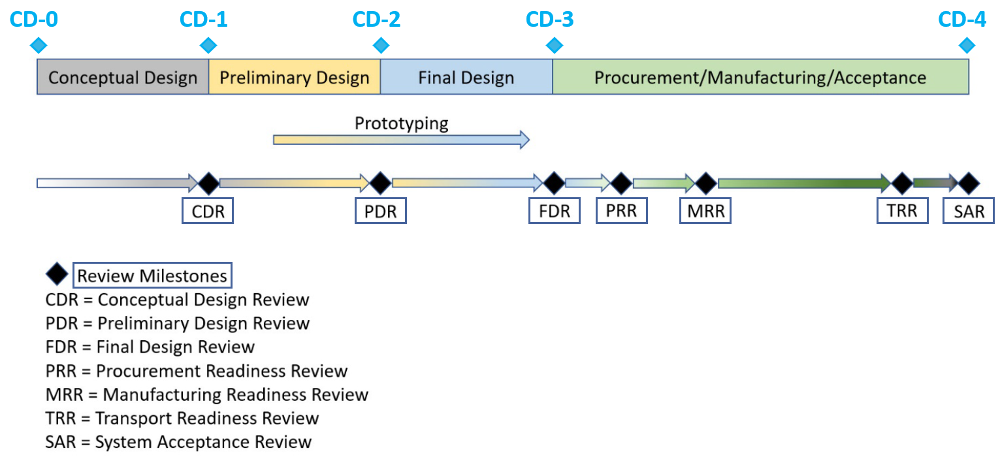 CD-0 CD-1 CD-2 CD-3 CD-4
Conceptual Design Preliminary Design Final Design Procurement/Manufacturing/Acceptance
Prototyping
CDR PDR FDR PRR MRR TRR SAR
Review Milestones
CDR = Conceptual Design Review
PDR = Preliminary Design Review
FDR = Final Design Review
PRR = Procurement Readiness Review
MRR = Manufacturing Readiness Review
TRR = Transport Readiness Review
SAR = System Acceptance Review